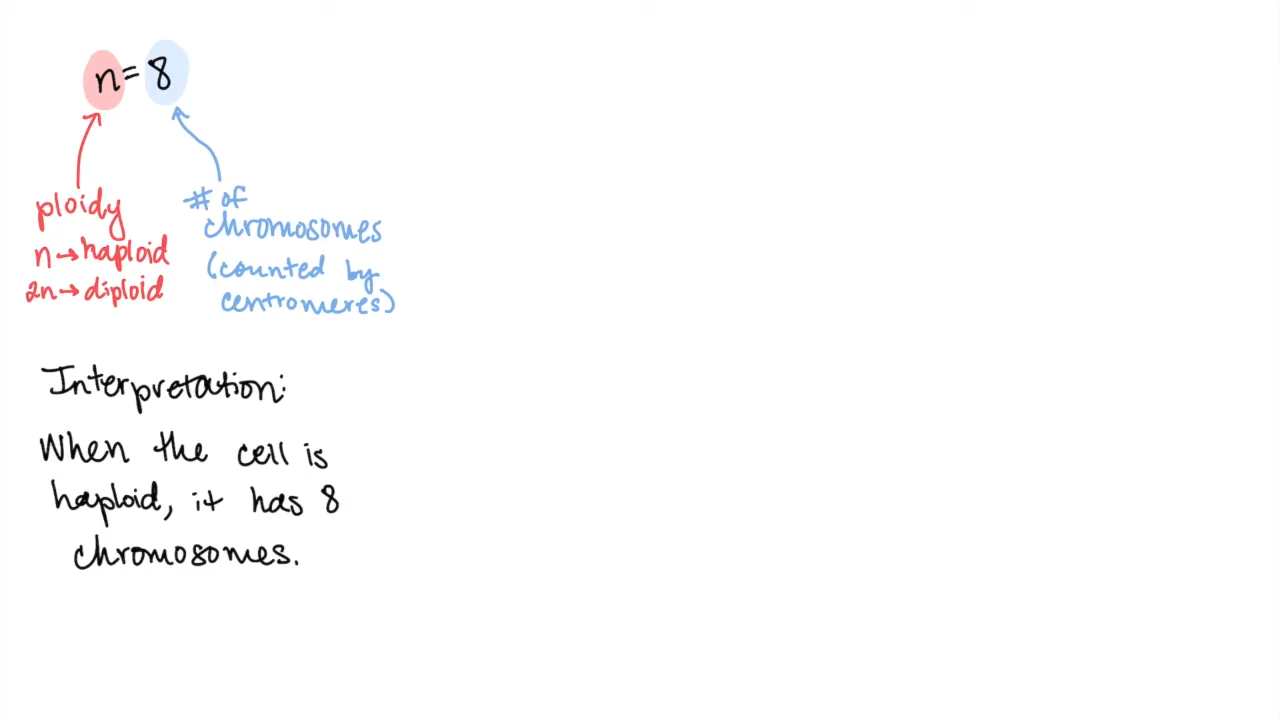 n = 8
ploidy
n → haploid
2n → diploid
# of
chromosomes
(counted by
centromeres)
Interpretation:
When the cell is
haploid, it has 8
chromosomes.